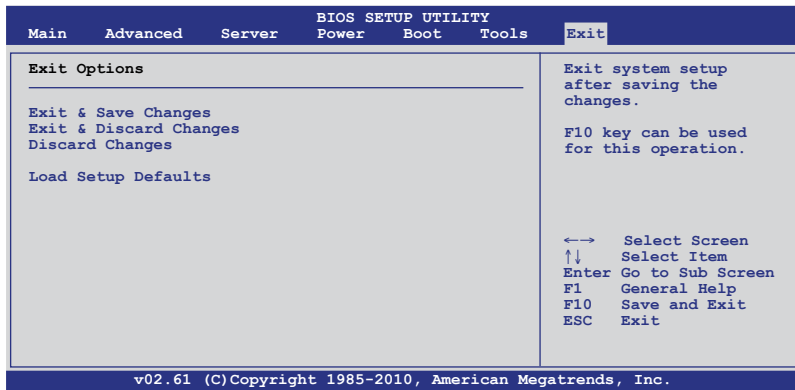 BIOS SETUP UTILITY
Main Advanced Server Power Boot Tools Exit
Exit Options
Exit & Save Changes
Exit & Discard Changes
Discard Changes
Load Setup Defaults
Exit system setup
after saving the
changes.
F10 key can be used
for this operation.
←→ Select Screen
↑↓ Select Item
Enter Go to Sub Screen
F1 General Help
F10 Save and Exit
ESC Exit
v02.61 (C)Copyright 1985-2010, American Megatrends, Inc.